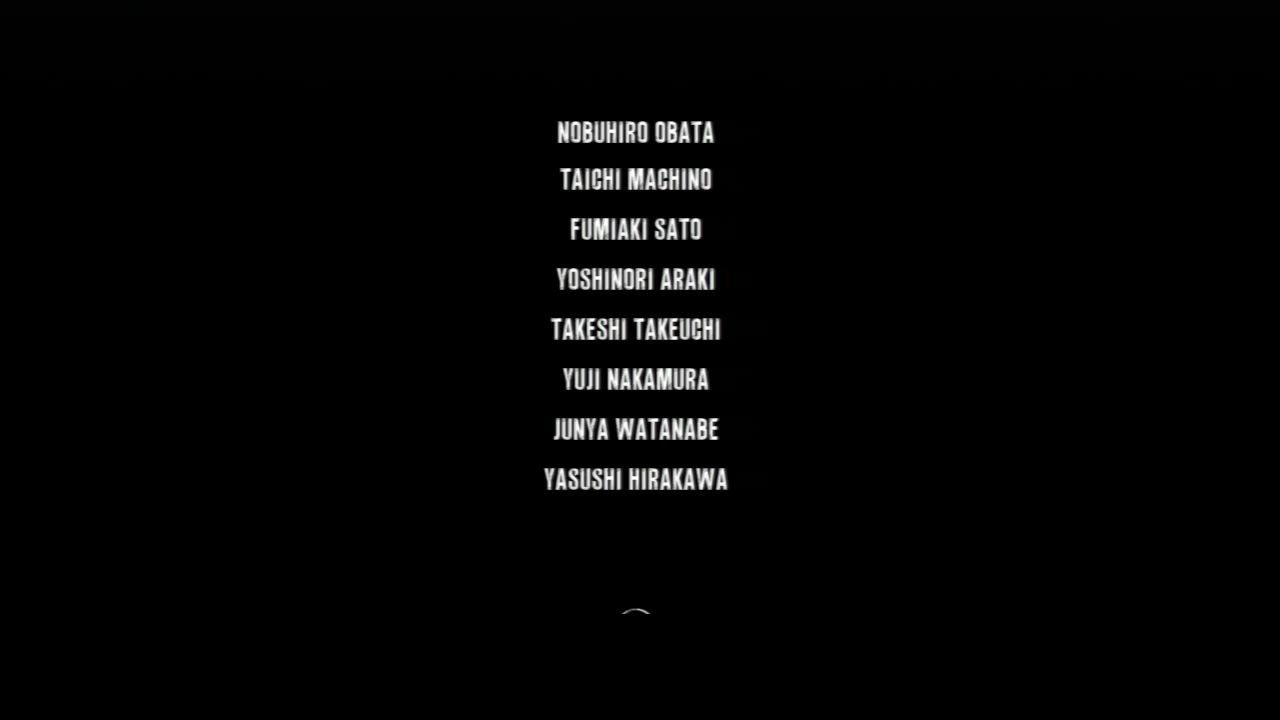 NOBUHIRO OBATA
TAICHI MACHINO
FUMIAKI SATO
YOSHINORI ARAKI
TAKESHI TAKEUCHI
YUJI NAKAMURA
JUNYA WATANABE
YASUSHI HIRAKAWA